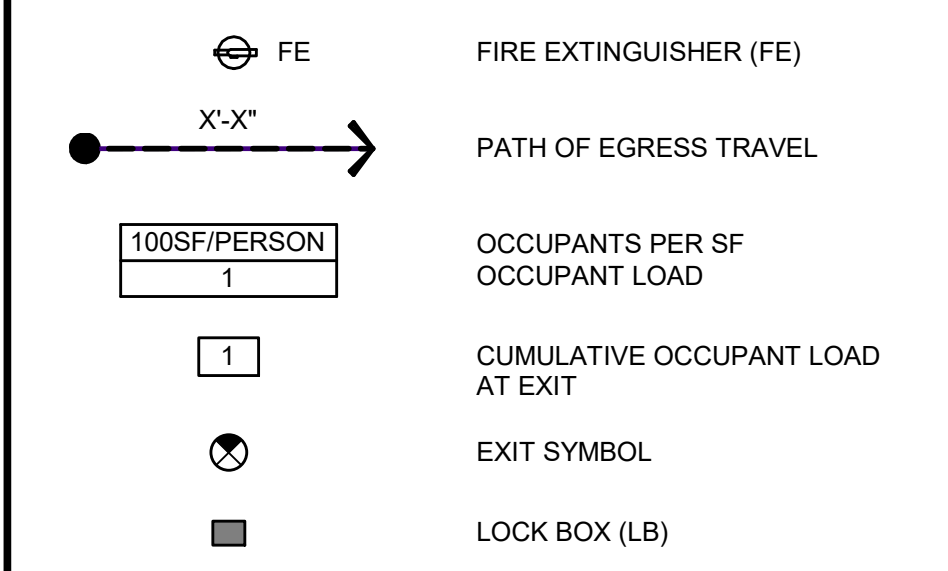 FE
FIRE EXTINGUISHER (FE)
X'-X"
PATH OF EGRESS TRAVEL
100SF/PERSON
1
OCCUPANTS PER SF
OCCUPANT LOAD
1
CUMULATIVE OCCUPANT LOAD
AT EXIT
EXIT SYMBOL
LOCK BOX (LB)